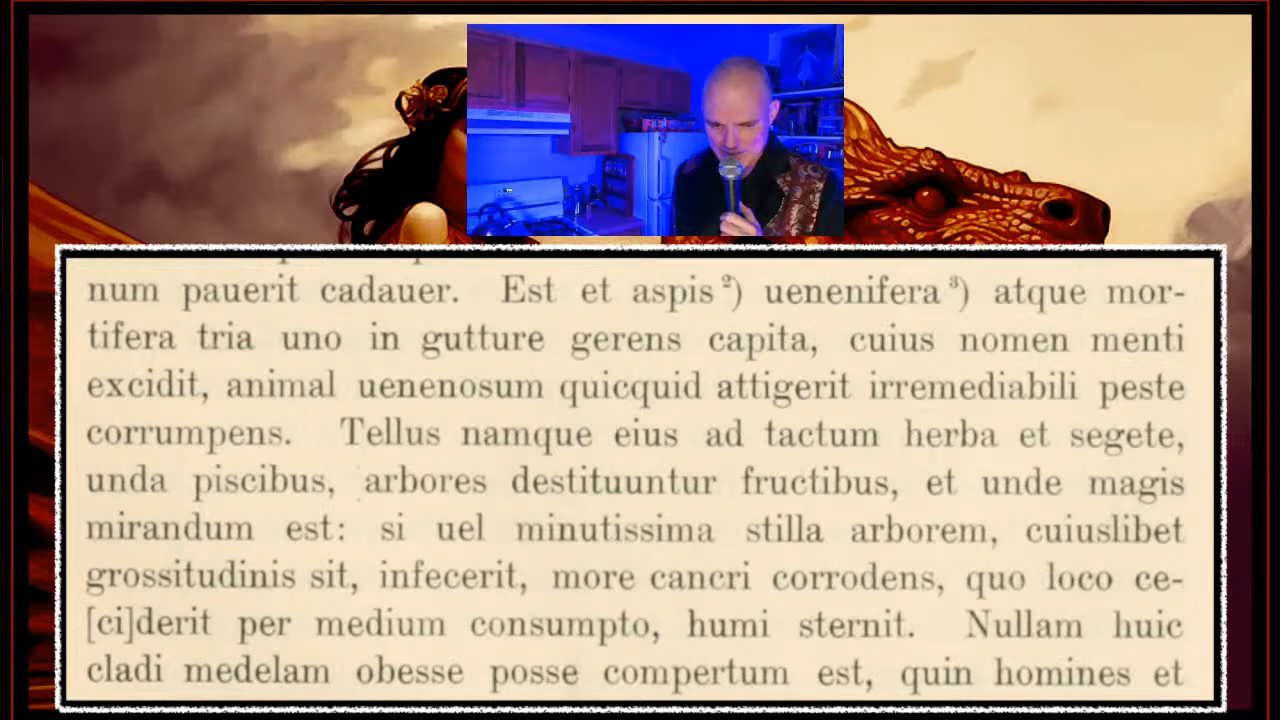 num pauerit cadauer. Est et aspis ²) uenenifera ³) atque mor-
tifera tria uno in gutture gerens capita, cuius nomen menti
excidit, animal uenenosum quicquid attigerit irremediabili peste
corrumpens. Tellus namque eius ad tactum herba et segete,
unda piscibus, arbores destituuntur fructibus, et unde magis
mirandum est: si uel minutissima stilla arborem, cuiuslibet
grossitudinis sit, infecerit, more cancri corrodens, quo loco ce-
[ci]derit per medium consumpto, humi sternit. Nullam huic
cladi medelam obesse posse compertum est, quin homines et